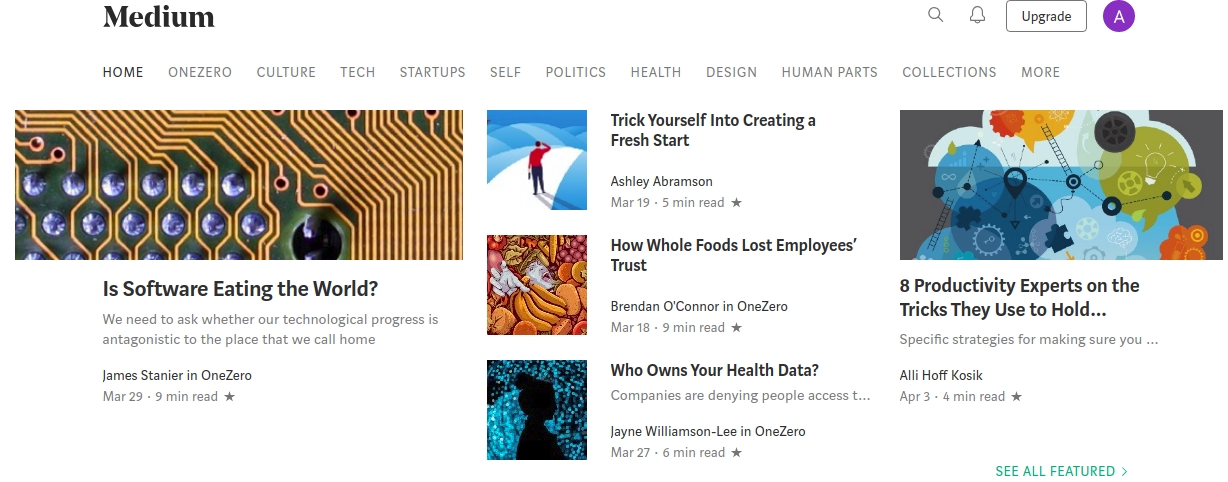 Medium
Upgrade
A
HOME ONEZERO CULTURE TECH STARTUPS SELF POLITICS HEALTH DESIGN HUMAN PARTS COLLECTIONS MORE
Is Software Eating the World?
We need to ask whether our technological progress is
antagonistic to the place that we call home
James Stanier in OneZero
Mar 29 · 9 min read ★
Trick Yourself Into Creating a
Fresh Start
Ashley Abramson
Mar 19 · 5 min read ★
How Whole Foods Lost Employees’
Trust
Brendan O'Connor in OneZero
Mar 18 · 9 min read ★
Who Owns Your Health Data?
Companies are denying people access t…
Jayne Williamson-Lee in OneZero
Mar 27 · 6 min read ★
8 Productivity Experts on the
Tricks They Use to Hold…
Specific strategies for making sure you …
Alli Hoff Kosik
Apr 3 · 4 min read ★
SEE ALL FEATURED >